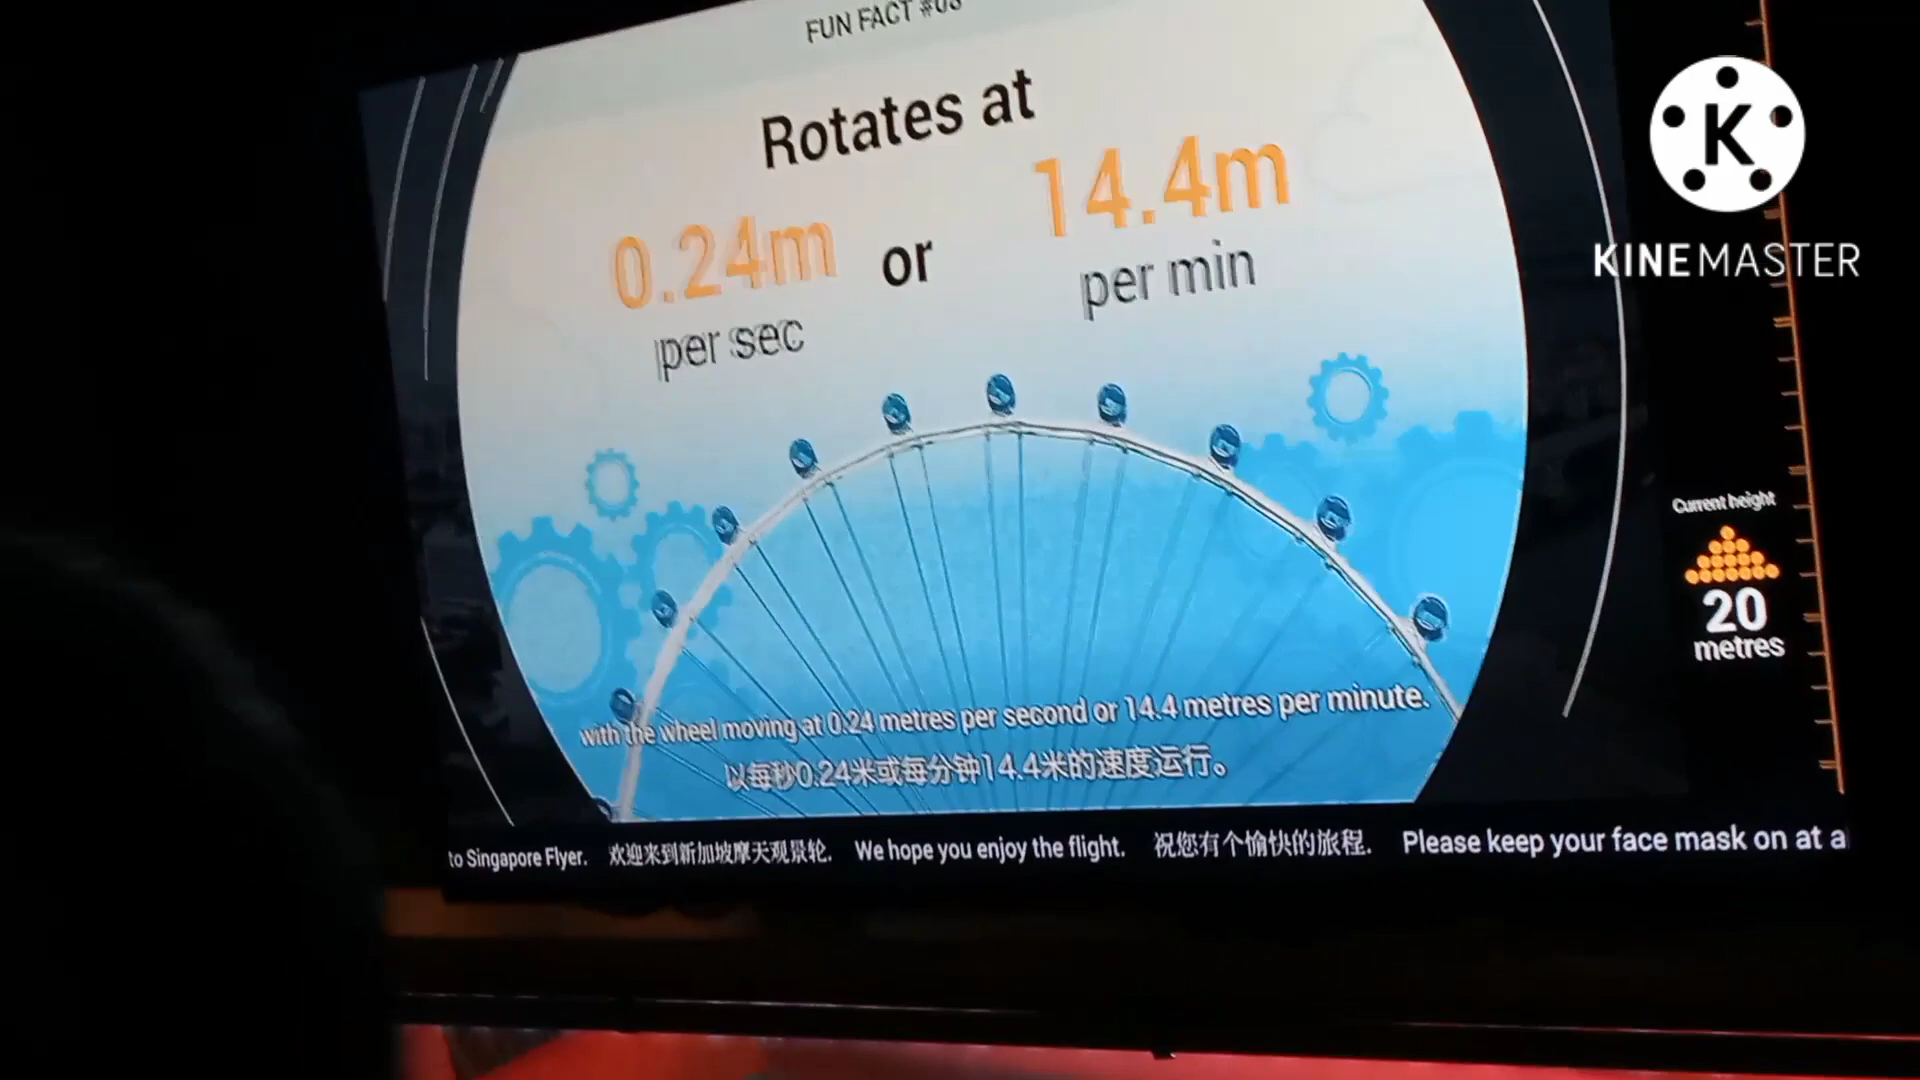 FUN FACT #03
Rotates at
0.24m or 14.4m
per sec per min
K
KINEMASTER
Current height
20
metres
with the wheel moving at 0.24 metres per second or 14.4 metres per minute.
以每秒0.24米或每分钟14.4米的速度运行。
to Singapore Flyer. 欢迎来到新加坡摩天观景轮. We hope you enjoy the flight. 祝您有个愉快的旅程. Please keep your face mask on at a